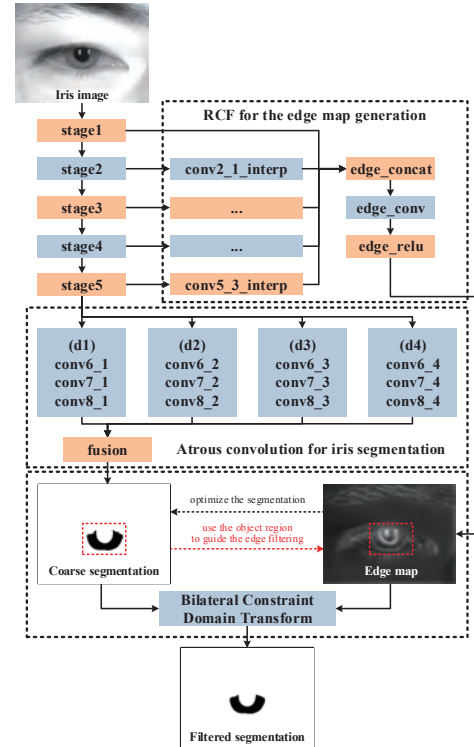 Iris image
RCF for the edge map generation
stage1
stage2
conv2_1_interp
edge_concat
edge_conv
stage3
...
edge_relu
stage4
...
stage5
conv5_3_interp
(d1)
conv6_1
conv7_1
conv8_1
(d2)
conv6_2
conv7_2
conv8_2
(d3)
conv6_3
conv7_3
conv8_3
(d4)
conv6_4
conv7_4
conv8_4
fusion
Atrous convolution for iris segmentation
optimize the segmentation
use the object region
to guide the edge filtering
Coarse segmentation
Edge map
Bilateral Constraint
Domain Transform
Filtered segmentation